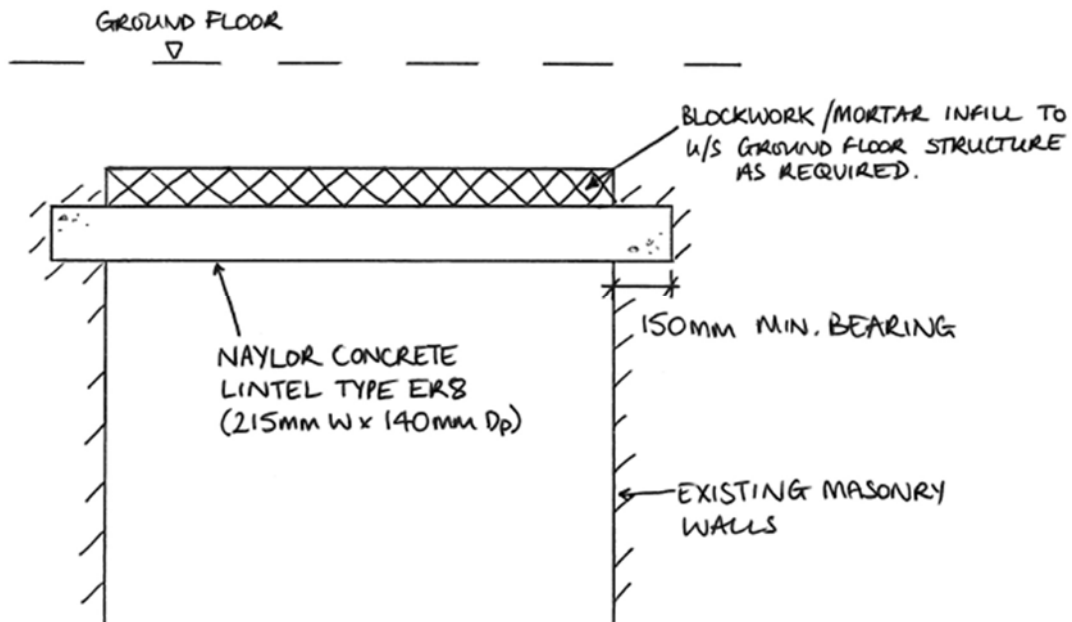 GROUND FLOOR
BLOCKWORK/MORTAR INFILL TO
U/S GROUND FLOOR STRUCTURE
AS REQUIRED.
150mm MIN. BEARING
NAYLOR CONCRETE
LINTEL TYPE ER8
(215mm W x 140mm Dp)
EXISTING MASONRY
WALLS